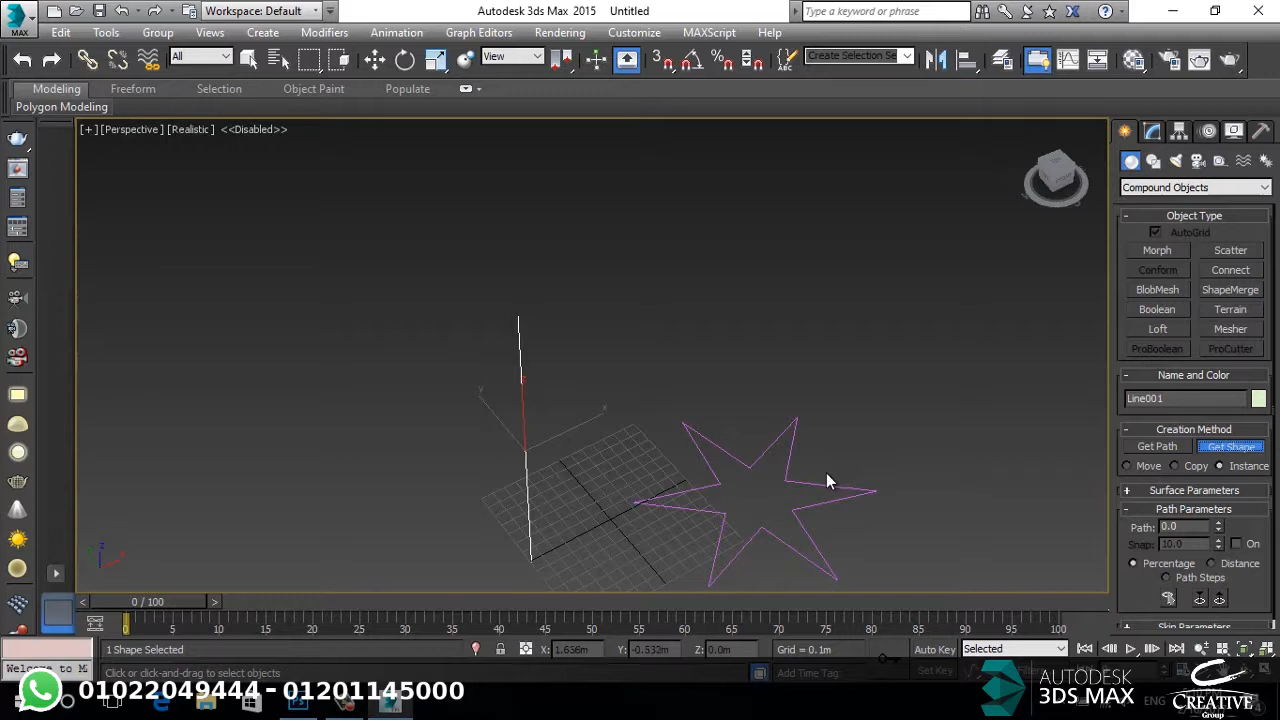 MAX
Workspace: Default
Autodesk 3ds Max 2015 Untitled
Type a keyword or phrase
Edit Tools Group Views Create Modifiers Animation Graph Editors Rendering Customize MAXScript Help
All View Create Selection Se
Modeling Freeform Selection Object Paint Populate
Polygon Modeling
[+] [Perspective] [Realistic] <<Disabled>>
Compound Objects
- Object Type
AutoGrid
Morph Scatter
Conform Connect
BlobMesh ShapeMerge
Boolean Terrain
Loft Mesher
ProBoolean ProCutter
- Name and Color
Line001
- Creation Method
Get Path Get Shape
Move Copy Instance
+ Surface Parameters
- Path Parameters
Path: 0.0
Snap: 10.0 On
Percentage Distance
Path Steps
Skin Parameters
x
y
z
< 0 / 100 >
0 5 10 15 20 25 30 35 40 45 50 55 60 65 70 75 80 85 90 95 100
1 Shape Selected
X: 1.636m Y: -0.532m Z: 0.0m Grid = 0.1m
Auto Key Selected
Welcome to M
Click or click-and-drag to select objects
Add Time Tag
Set Key
01022049444 - 01201145000
ENG
AUTODESK
3DS MAX
CREATIVE
Group